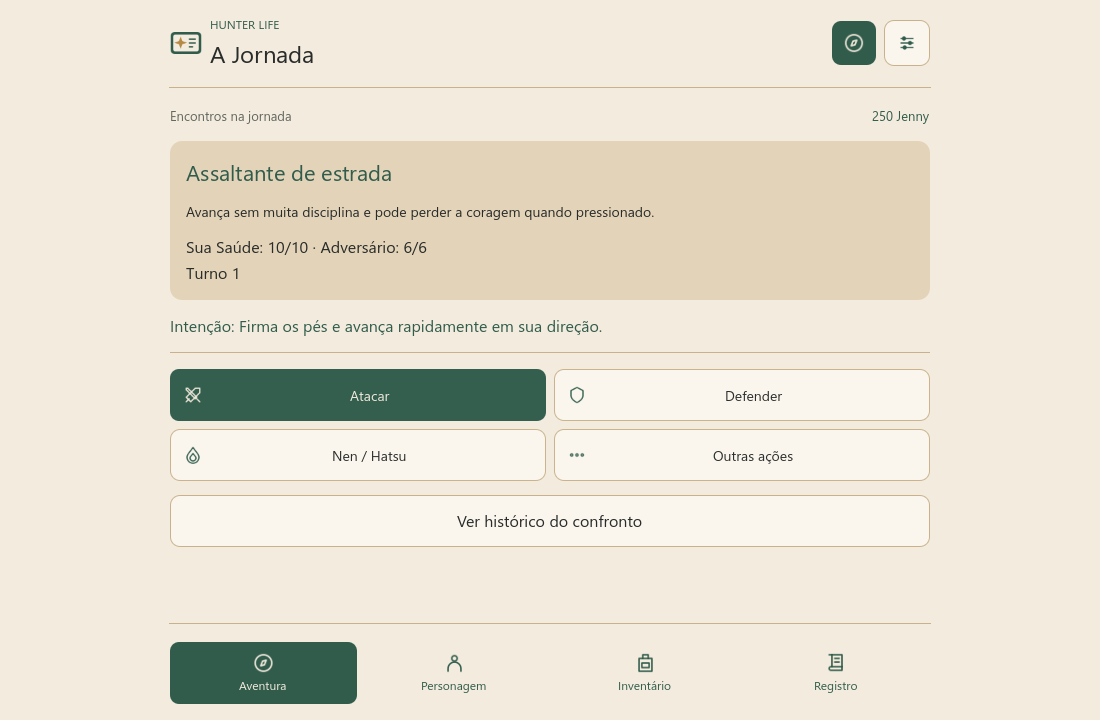 HUNTER LIFE
A Jornada
Encontros na jornada
250 Jenny
Assaltante de estrada
Avança sem muita disciplina e pode perder a coragem quando pressionado.
Sua Saúde: 10/10 · Adversário: 6/6
Turno 1
Intenção: Firma os pés e avança rapidamente em sua direção.
Atacar
Defender
Nen / Hatsu
Outras ações
Ver histórico do confronto
Aventura
Personagem
Inventário
Registro